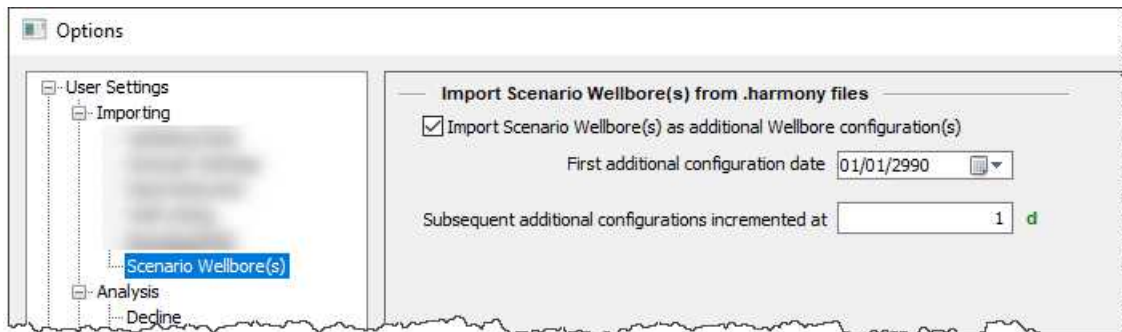 Options
User Settings
Importing
Scenario Wellbore(s)
Analysis
Decline
Import Scenario Wellbore(s) from .harmony files
Import Scenario Wellbore(s) as additional Wellbore configuration(s)
First additional configuration date 01/01/2990
Subsequent additional configurations incremented at 1 d